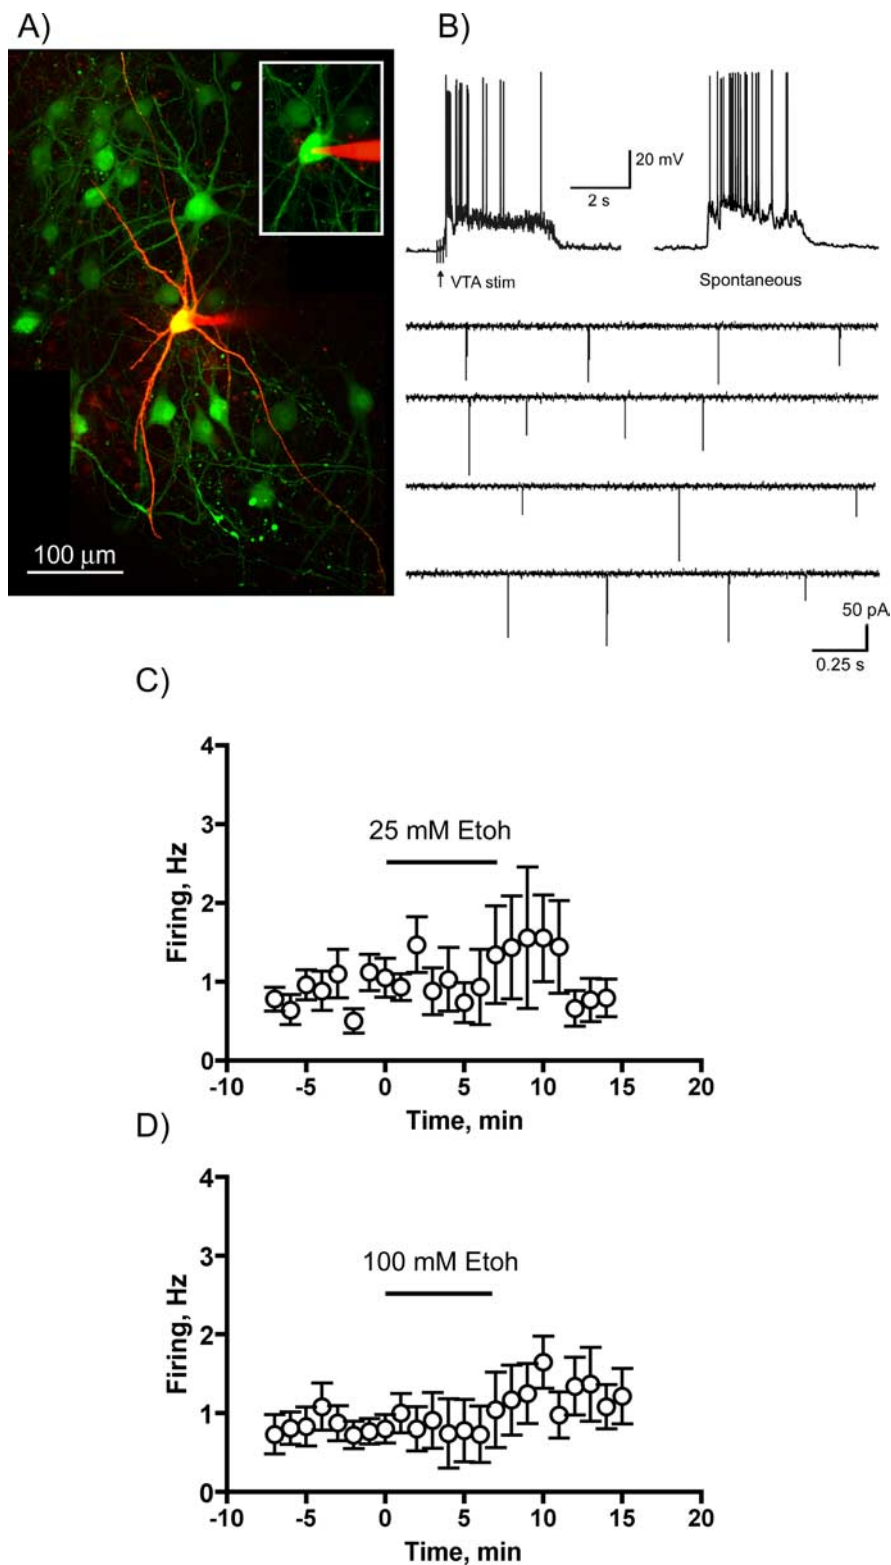 A)
B)
20 mV
2 s
VTA stim
Spontaneous
100 μm
50 pA
0.25 s
C)
4
3
2
1
0
Firing, Hz
25 mM Etoh
-10 -5 0 5 10 15 20
Time, min
D)
4
3
2
1
0
Firing, Hz
100 mM Etoh
-10 -5 0 5 10 15 20
Time, min